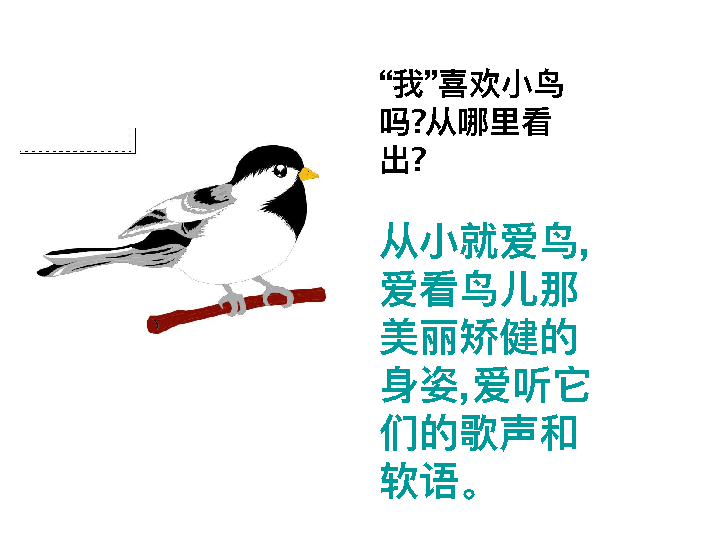 “我”喜欢小鸟
吗?从哪里看
出?
从小就爱鸟,
爱看鸟儿那
美丽矫健的
身姿,爱听它
们的歌声和
软语。